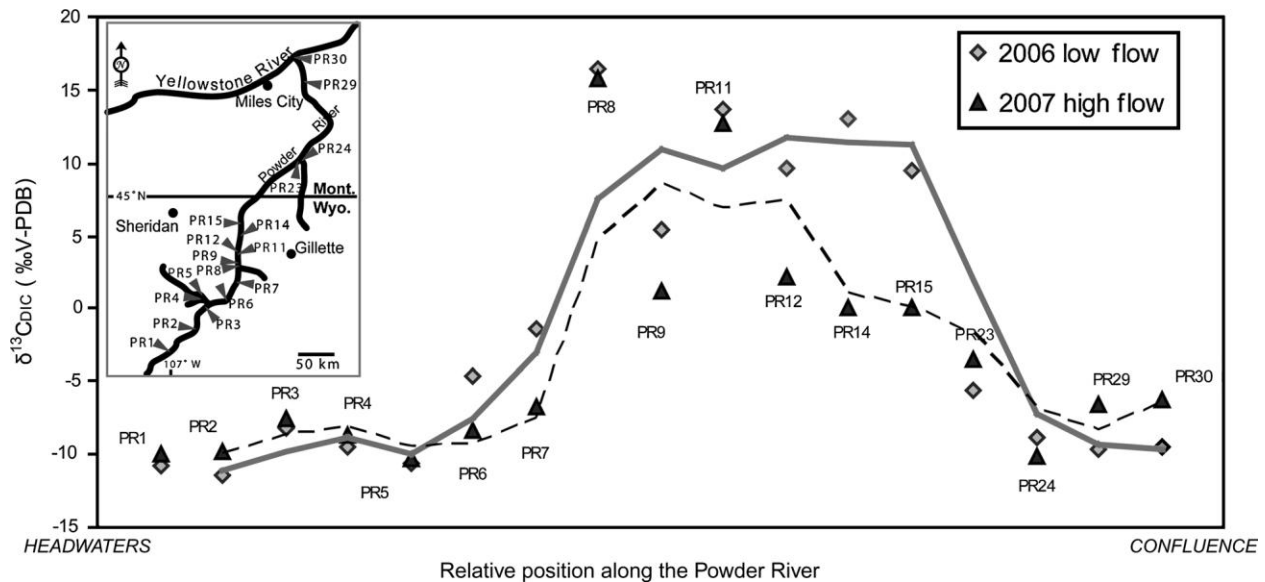 20
15
10
5
0
-5
-10
-15
δ13CDIC ( ‰V-PDB)
N
Yellowstone River
Miles City
PR30
PR29
Powder River
PR24
PR23
45°N
Mont.
Wyo.
Sheridan
PR15
PR14
PR12
PR11
Gillette
PR9
PR8
PR5
PR7
PR4
PR6
PR2
PR3
PR1
107° W
50 km
2006 low flow
2007 high flow
PR1
PR2
PR3
PR4
PR5
PR6
PR7
PR8
PR9
PR11
PR12
PR14
PR15
PR23
PR24
PR29
PR30
HEADWATERS
CONFLUENCE
Relative position along the Powder River